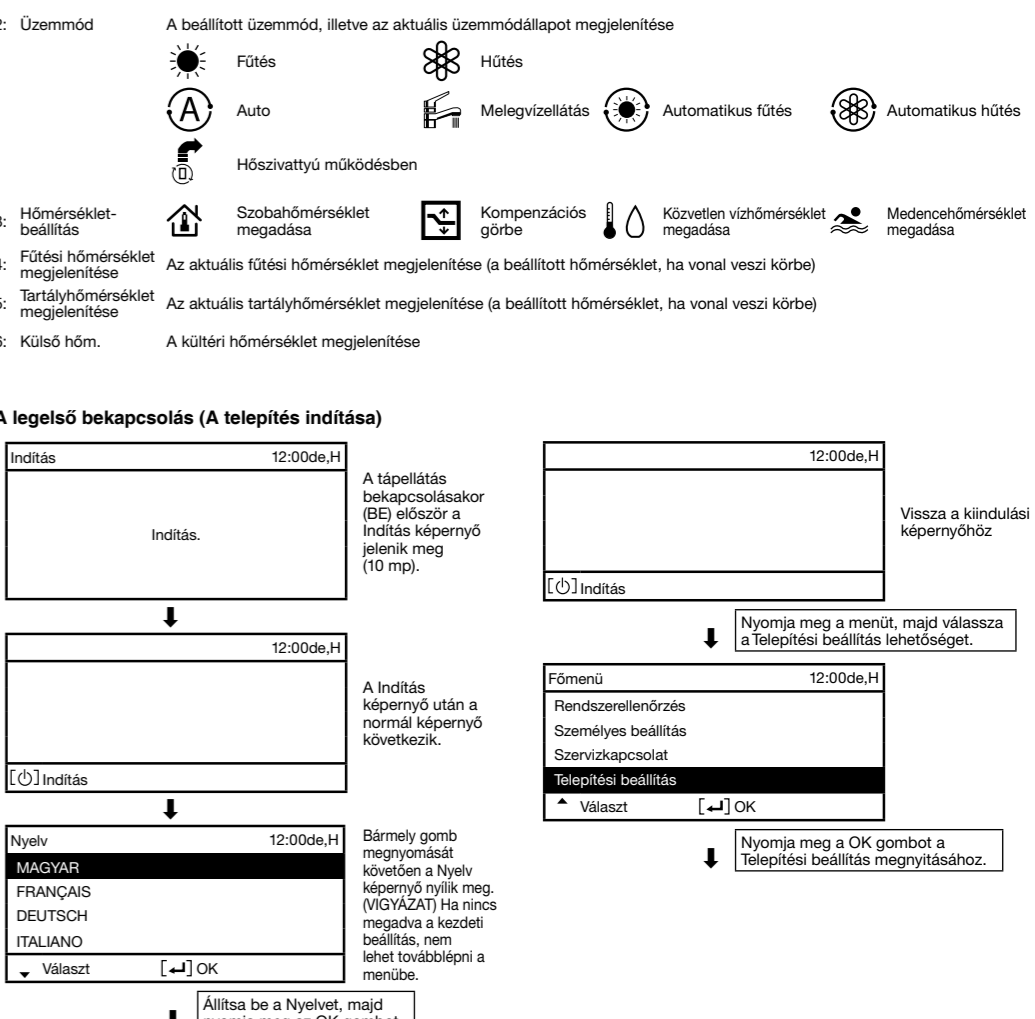 2: Üzemmód A beállított üzemmód, illetve az aktuális üzemmódállapot megjelenítése
Fűtés Hűtés
A Auto Melegvízellátás Automatikus fűtés Automatikus hűtés
Hőszivattyú működésben
Hőmérséklet-
beállítás
Szobahőmérséklet
megadása
Kompenzációs
görbe
Közvetlen vízhőmérséklet
megadása
Medencehőmérséklet
megadása
Fűtési hőmérséklet
megjelenítése
Az aktuális fűtési hőmérséklet megjelenítése (a beállított hőmérséklet, ha vonal veszi körbe)
Tartályhőmérséklet
megjelenítése
Az aktuális tartályhőmérséklet megjelenítése (a beállított hőmérséklet, ha vonal veszi körbe)
Külső hőm. A kültéri hőmérséklet megjelenítése
A legelső bekapcsolás (A telepítés indítása)
Indítás 12:00de,H
Indítás.
A tápellátás
bekapcsolásakor
(BE) először a
Indítás képernyő
jelenik meg
(10 mp).
12:00de,H
[⏻] Indítás
A Indítás
képernyő után a
normál képernyő
következik.
Nyelv 12:00de,H
MAGYAR
FRANÇAIS
DEUTSCH
ITALIANO
Választ [↵] OK
Bármely gomb
megnyomását
követően a Nyelv
képernyő nyílik meg.
(VIGYÁZAT) Ha nincs
megadva a kezdeti
beállítás, nem
lehet továbblépni a
menübe.
Állítsa be a Nyelvet, majd
nyomja meg az OK gombot
12:00de,H
[⏻] Indítás
Vissza a kiindulási
képernyőhöz
Nyomja meg a menüt, majd válassza
a Telepítési beállítás lehetőséget.
Főmenü 12:00de,H
Rendszerellenőrzés
Személyes beállítás
Szervizkapcsolat
Telepítési beállítás
Választ [↵] OK
Nyomja meg a OK gombot a
Telepítési beállítás megnyitásához.